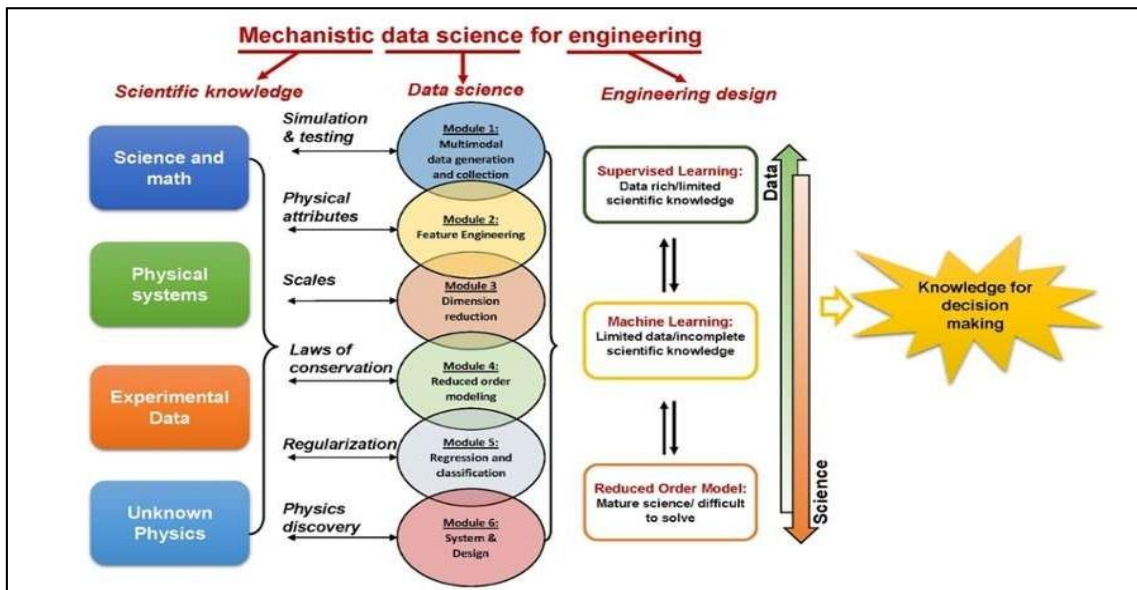 Mechanistic data science for engineering
Scientific knowledge
Data science
Engineering design
Science and
math
Physical
systems
Experimental
Data
Unknown
Physics
Simulation
& testing
Physical
attributes
Scales
Laws of
conservation
Regularization
Physics
discovery
Module 1:
Multimodal
data generation
and collection
Module 2:
Feature Engineering
Module 3
Dimension
reduction
Module 4:
Reduced order
modeling
Module 5:
Regression and
classification
Module 6:
System &
Design
Supervised Learning:
Data rich/limited
scientific knowledge
Machine Learning:
Limited data/incomplete
scientific knowledge
Reduced Order Model:
Mature science/ difficult
to solve
Data
Science
Knowledge for
decision
making